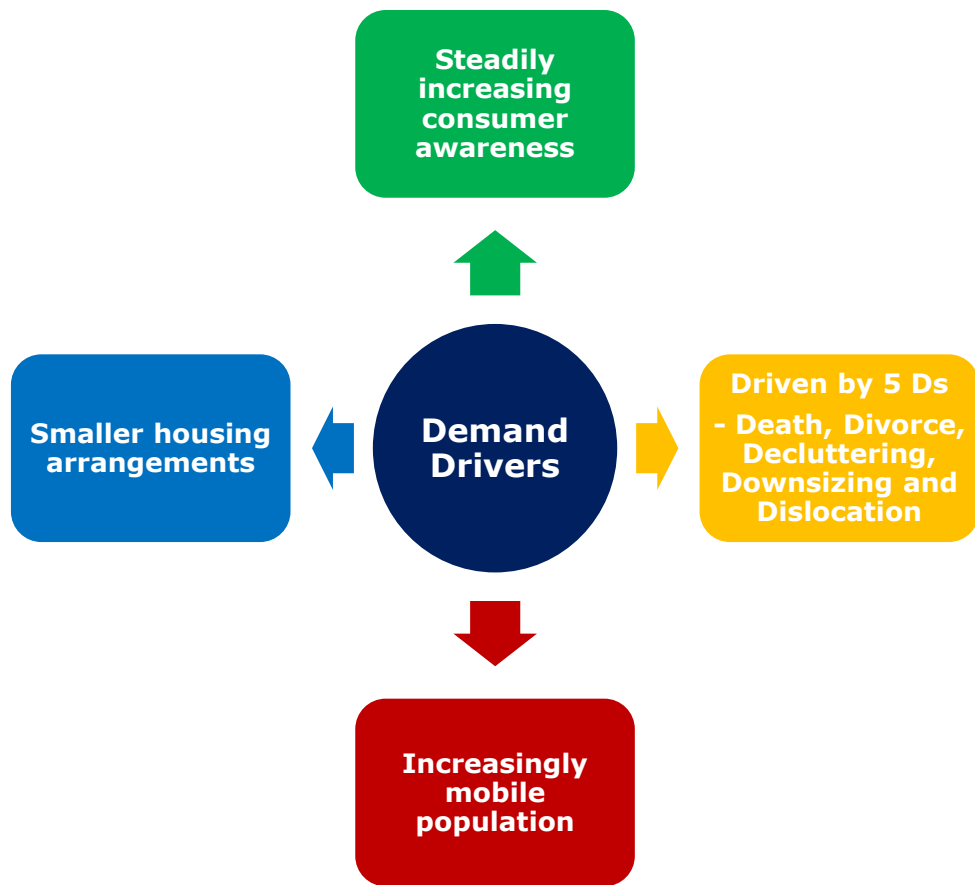 Steadily
increasing
consumer
awareness
Smaller housing
arrangements
Demand
Drivers
Driven by 5 Ds
– Death, Divorce,
Decluttering,
Downsizing and
Dislocation
Increasingly
mobile
population